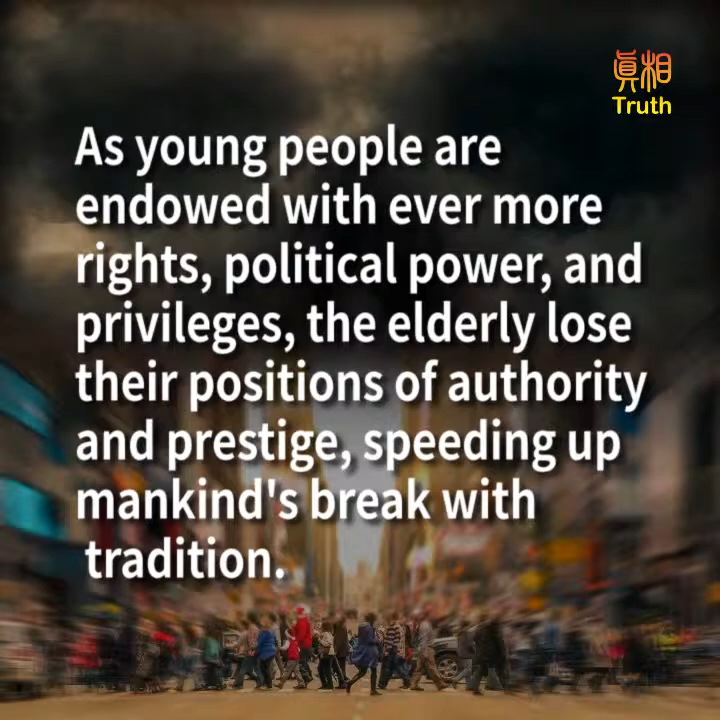 眞相
Truth
As young people are
endowed with ever more
rights, political power, and
privileges, the elderly lose
their positions of authority
and prestige, speeding up
mankind's break with
tradition.